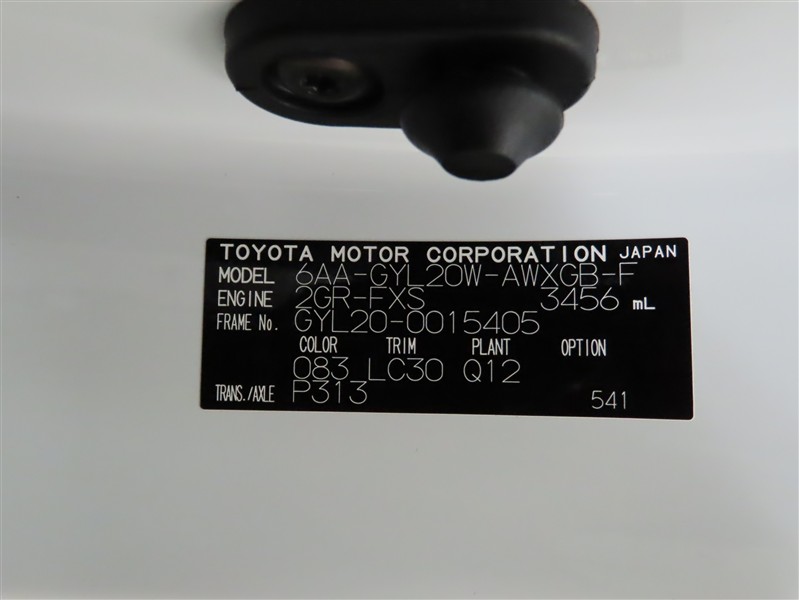 TOYOTA MOTOR CORPORATION JAPAN
MODEL 6AA-GYL20W-AWXGB-F
ENGINE 2GR-FXS 3456 mL
FRAME No. GYL20-0015405
COLOR TRIM PLANT OPTION
083 LC30 Q12
TRANS./AXLE P313 541